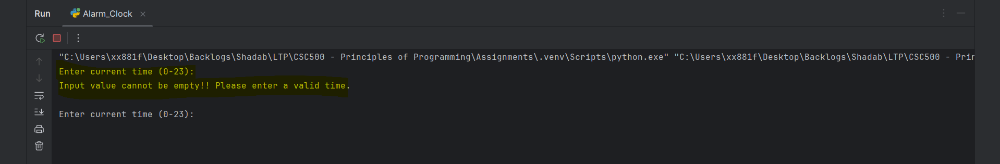 Run Alarm_Clock
"C:\Users\xx881f\Desktop\Backlogs\Shadab\LTP\CSC500 - Principles of Programming\Assignments\.venv\Scripts\python.exe" "C:\Users\xx881f\Desktop\Backlogs\Shadab\LTP\CSC500 - Prin
Enter current time (0-23):
Input value cannot be empty!! Please enter a valid time.
Enter current time (0-23):